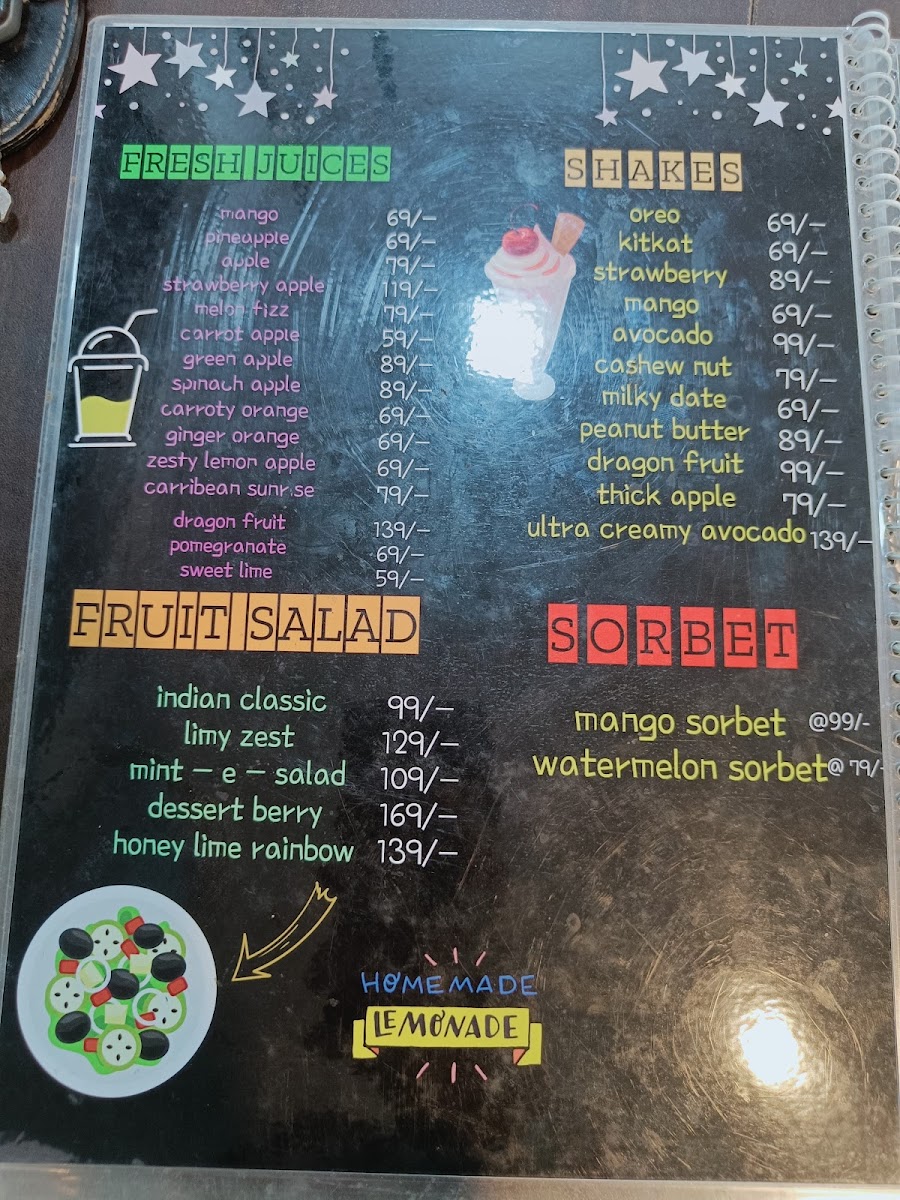 FRESH JUICES
mango 69/-
pineapple 69/-
apple 79/-
strawberry apple 119/-
melon fizz 79/-
carrot apple 59/-
green apple 89/-
spinach apple 89/-
carroty orange 69/-
ginger orange 69/-
zesty lemon apple 69/-
carribean sunrise 79/-
dragon fruit 139/-
pomegranate 69/-
sweet lime 59/-
SHAKES
oreo 69/-
kitkat 69/-
strawberry 89/-
mango 69/-
avocado 99/-
cashew nut 79/-
milky date 69/-
peanut butter 89/-
dragon fruit 99/-
thick apple 79/-
ultra creamy avocado 139/-
FRUIT SALAD
indian classic 99/-
limy zest 129/-
mint - e - salad 109/-
dessert berry 169/-
honey lime rainbow 139/-
SORBET
mango sorbet @99/-
watermelon sorbet@ 79/-
HOMEMADE
LEMONADE